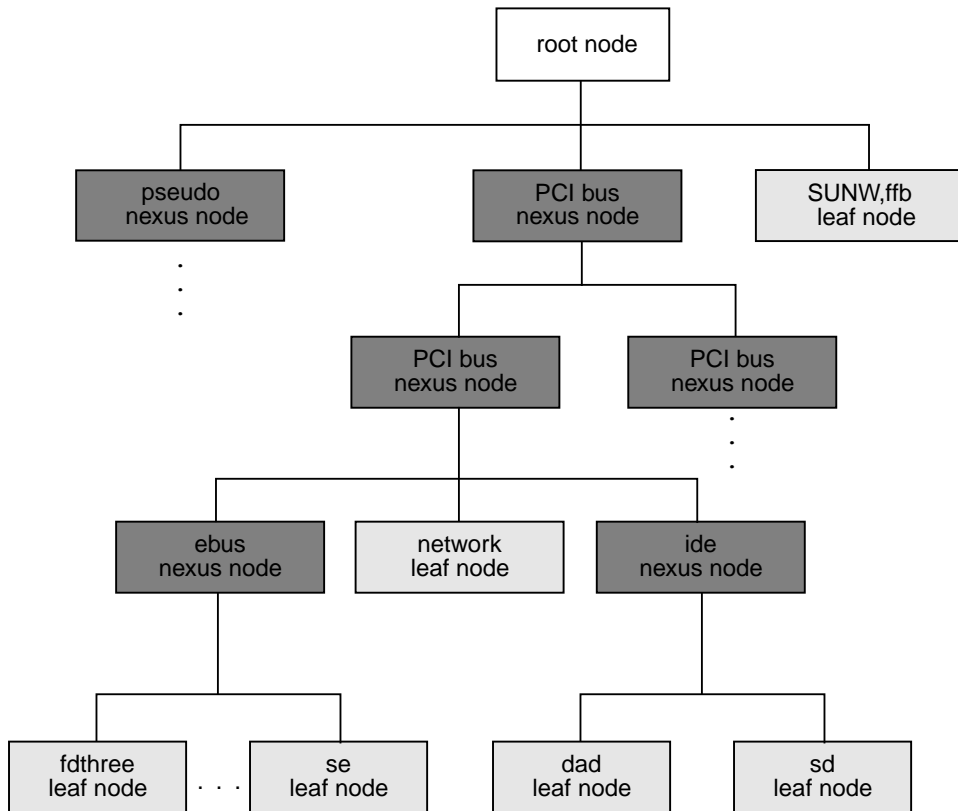 root node
pseudo
nexus node
PCI bus
nexus node
SUNW,ffb
leaf node
PCI bus
nexus node
PCI bus
nexus node
ebus
nexus node
network
leaf node
ide
nexus node
fdthree
leaf node
. . .
se
leaf node
dad
leaf node
sd
leaf node